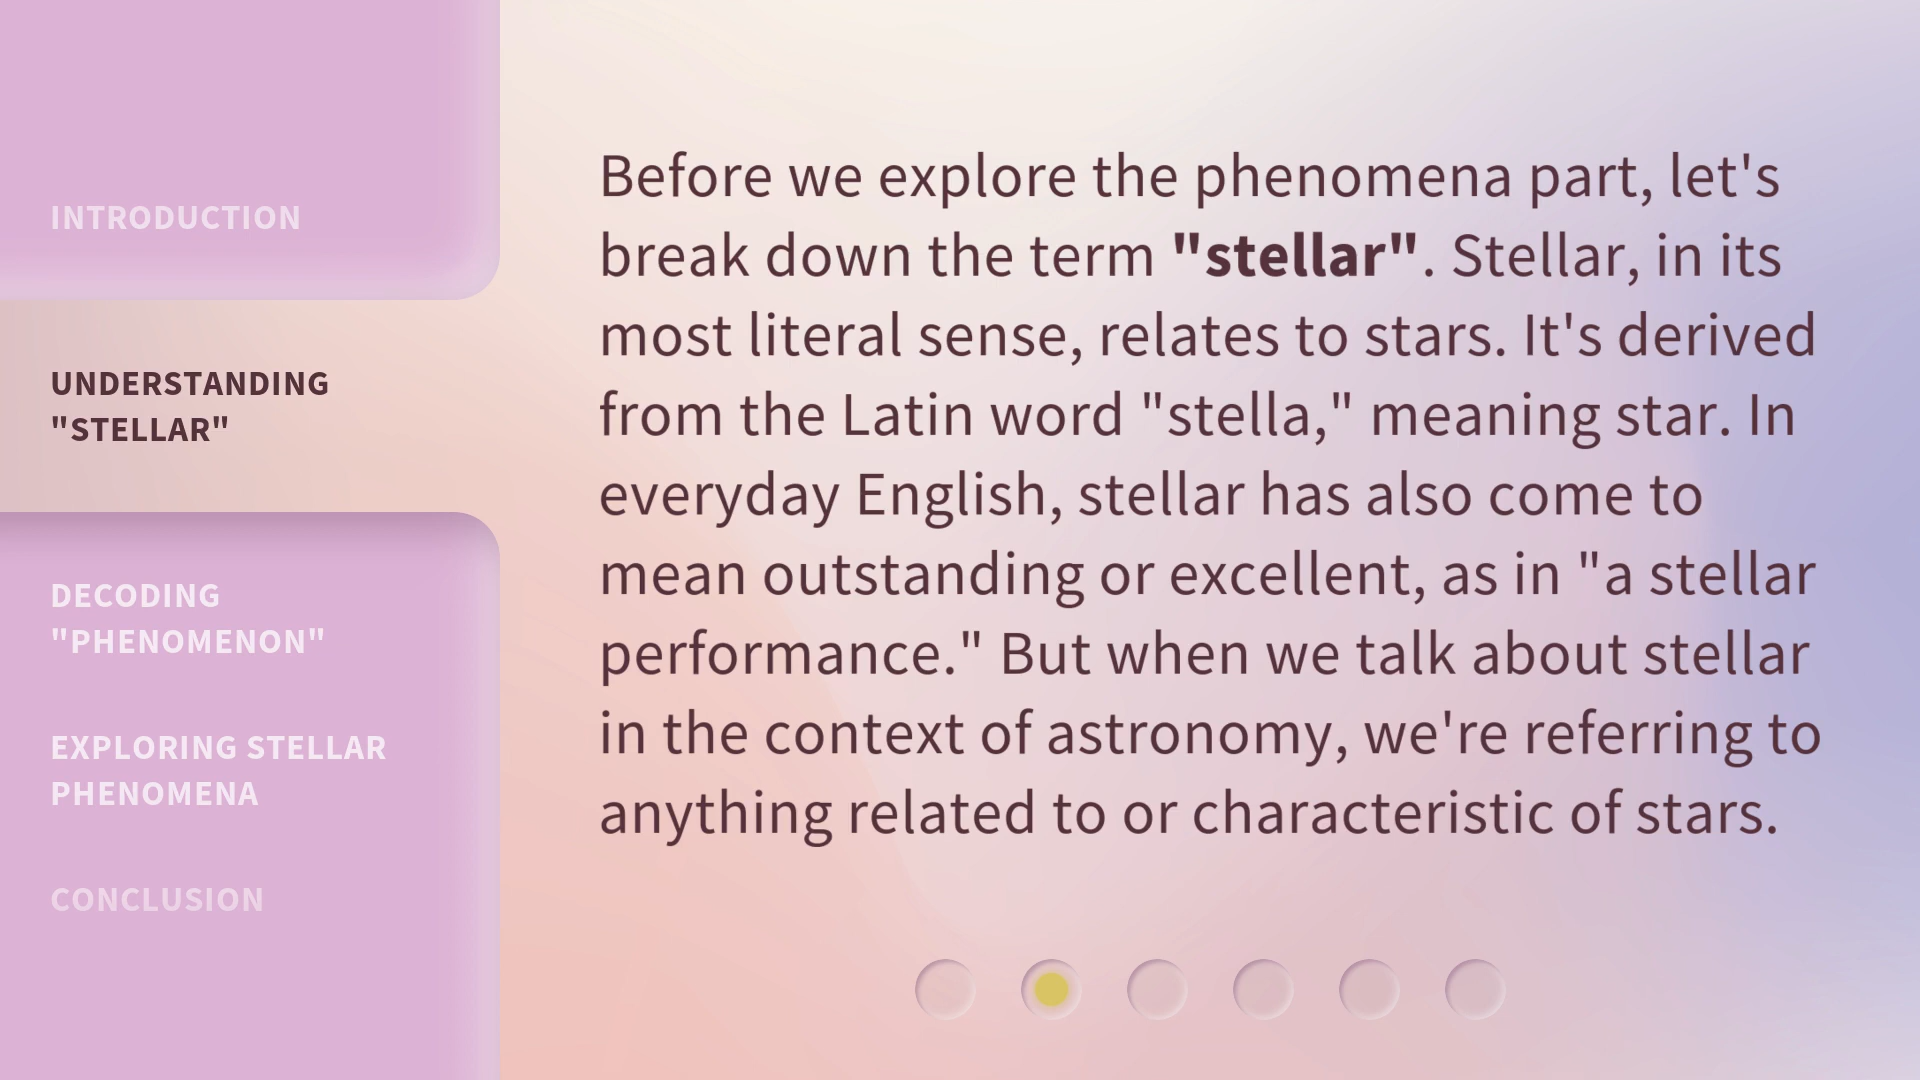 INTRODUCTION
UNDERSTANDING
"STELLAR"
DECODING
"PHENOMENON"
EXPLORING STELLAR
PHENOMENA
CONCLUSION
Before we explore the phenomena part, let's
break down the term "stellar". Stellar, in its
most literal sense, relates to stars. It's derived
from the Latin word "stella," meaning star. In
everyday English, stellar has also come to
mean outstanding or excellent, as in "a stellar
performance." But when we talk about stellar
in the context of astronomy, we're referring to
anything related to or characteristic of stars.